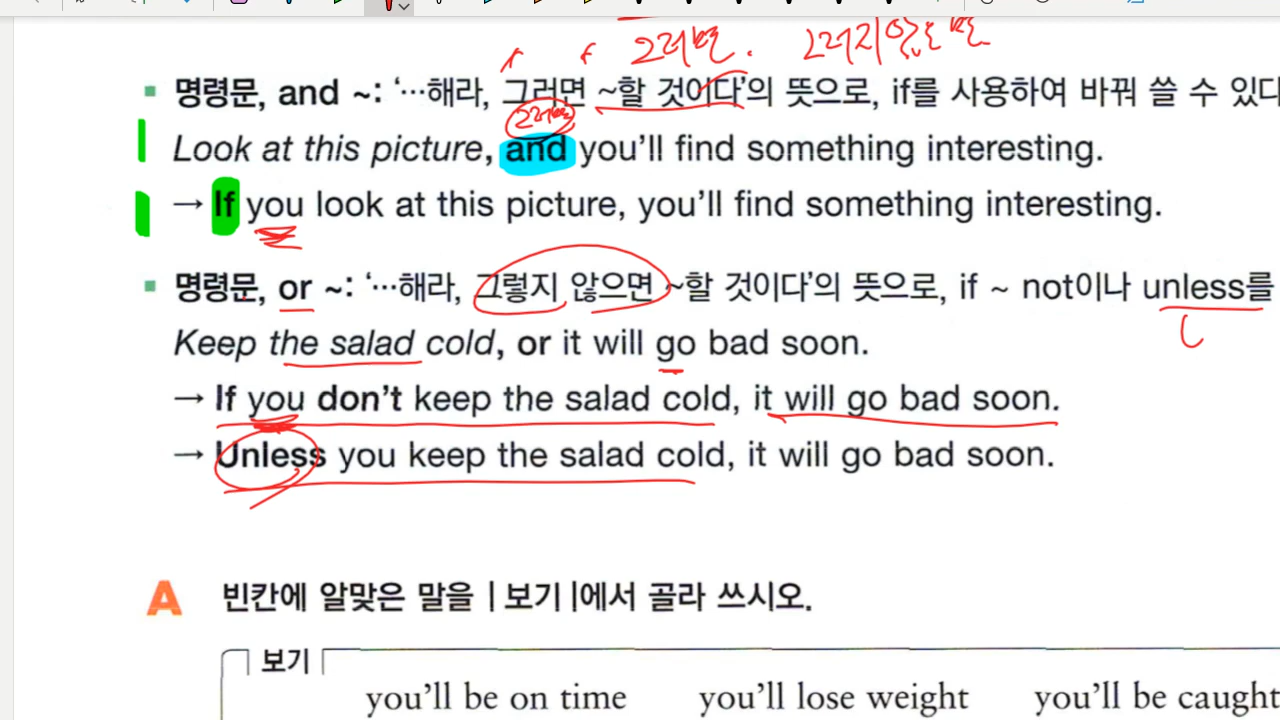 그러면. 그러지 않으면
명령문, and ~: ‘…해라, 그러면 ~할 것이다’의 뜻으로, if를 사용하여 바꿔 쓸 수 있다
그러면
Look at this picture, and you’ll find something interesting.
→ If you look at this picture, you’ll find something interesting.
명령문, or ~: ‘…해라, 그렇지 않으면 ~할 것이다’의 뜻으로, if ~ not이나 unless를
Keep the salad cold, or it will go bad soon.
→ If you don’t keep the salad cold, it will go bad soon.
→ Unless you keep the salad cold, it will go bad soon.
A 빈칸에 알맞은 말을 |보기|에서 골라 쓰시오.
보기
you’ll be on time you’ll lose weight you’ll be caught